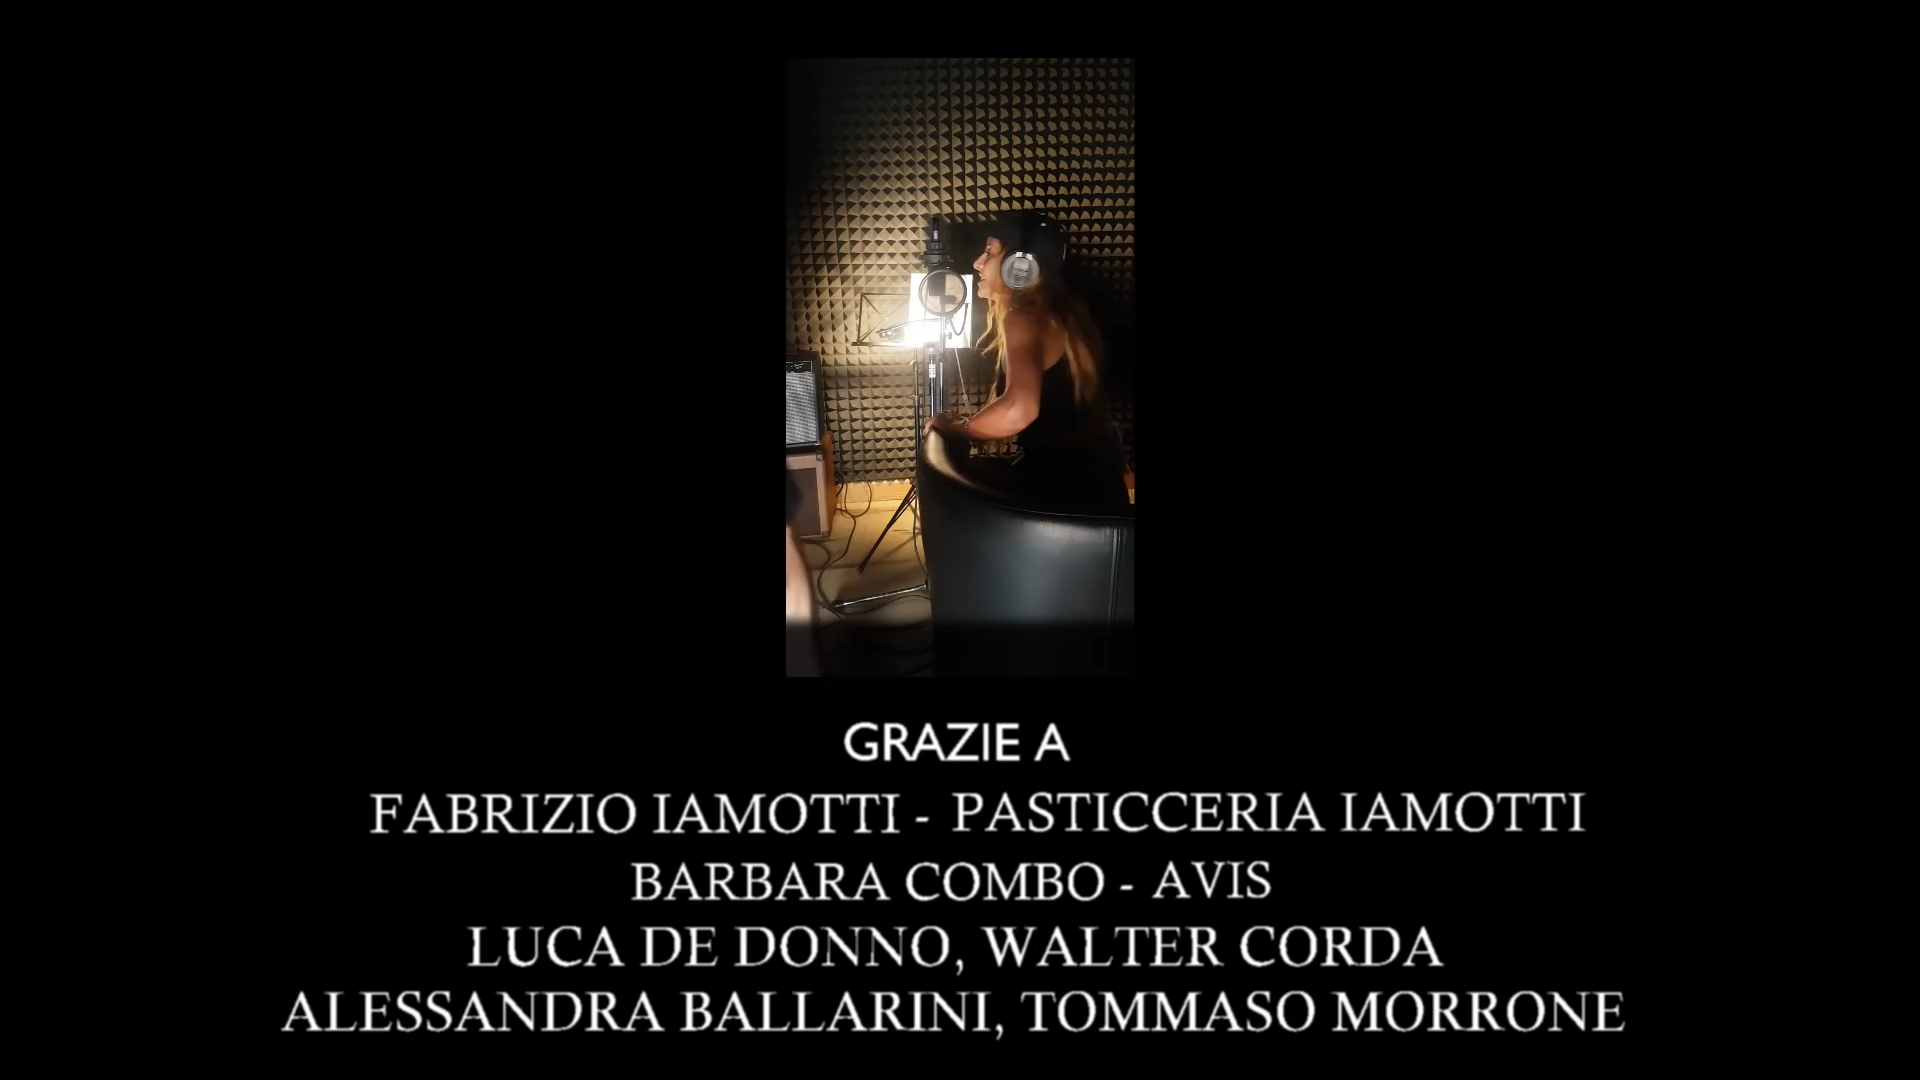 GRAZIE A
FABRIZIO IAMOTTI - PASTICCERIA IAMOTTI
BARBARA COMBO - AVIS
LUCA DE DONNO, WALTER CORDA
ALESSANDRA BALLARINI, TOMMASO MORRONE